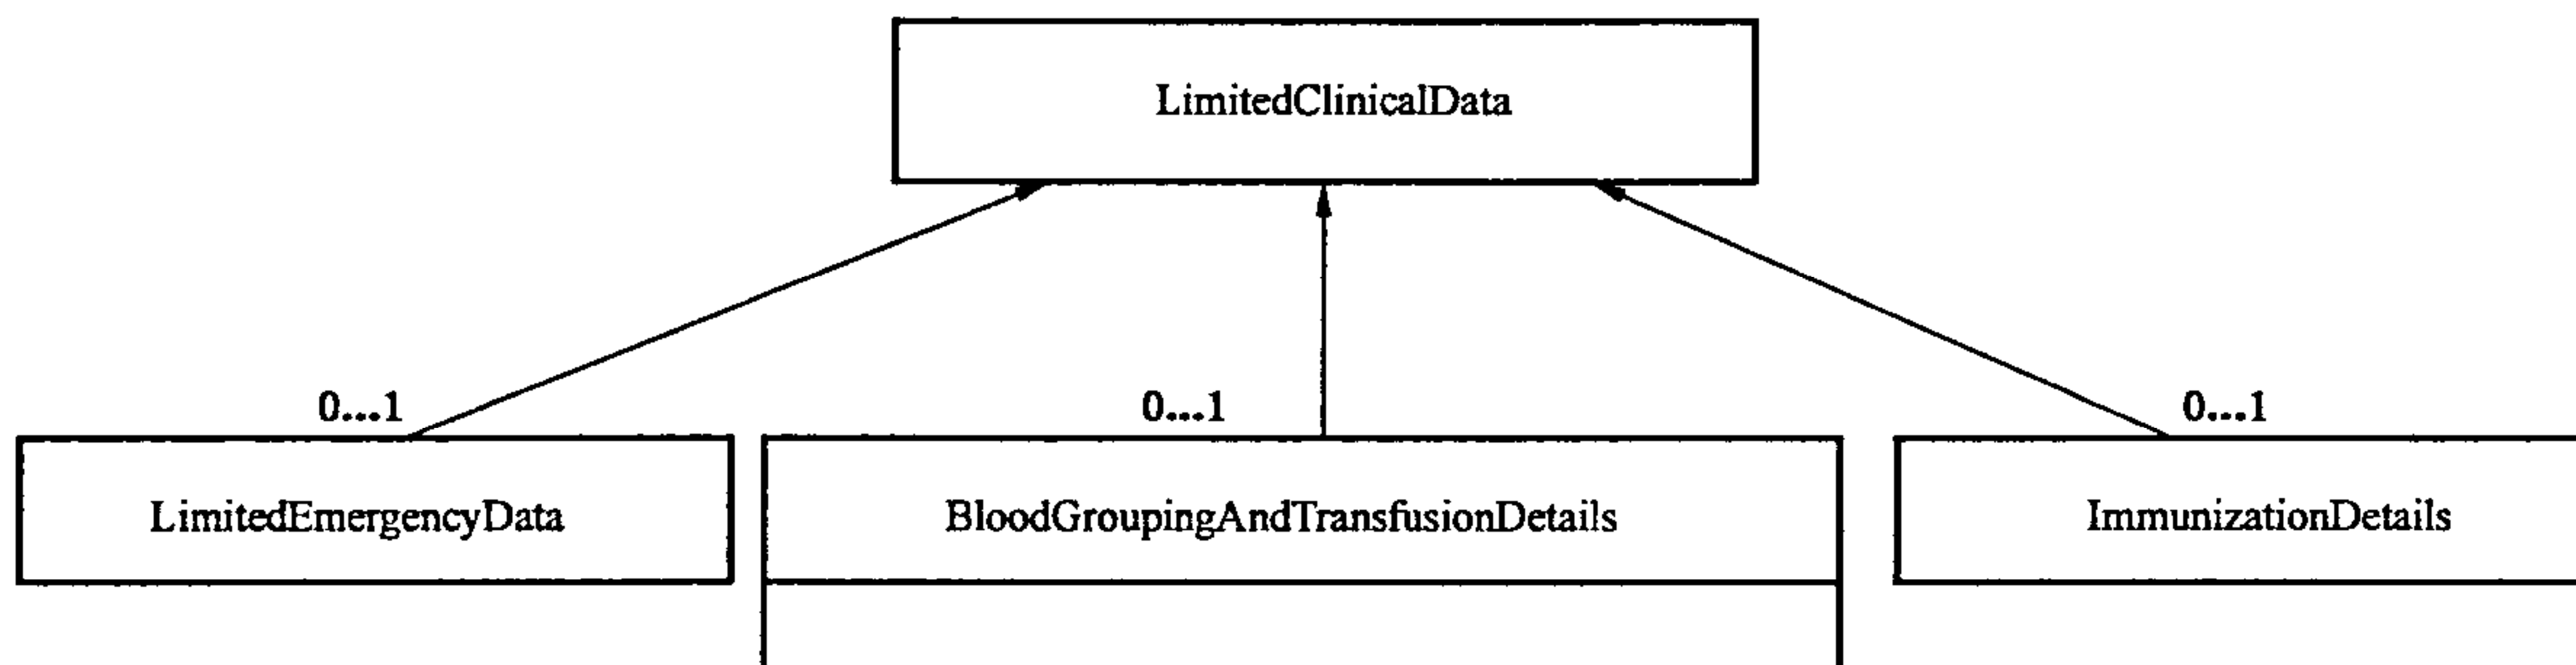 LimitedClinicalData
0...1 0...1 0...1
LimitedEmergencyData BloodGroupingAndTransfusionDetails ImmunizationDetails